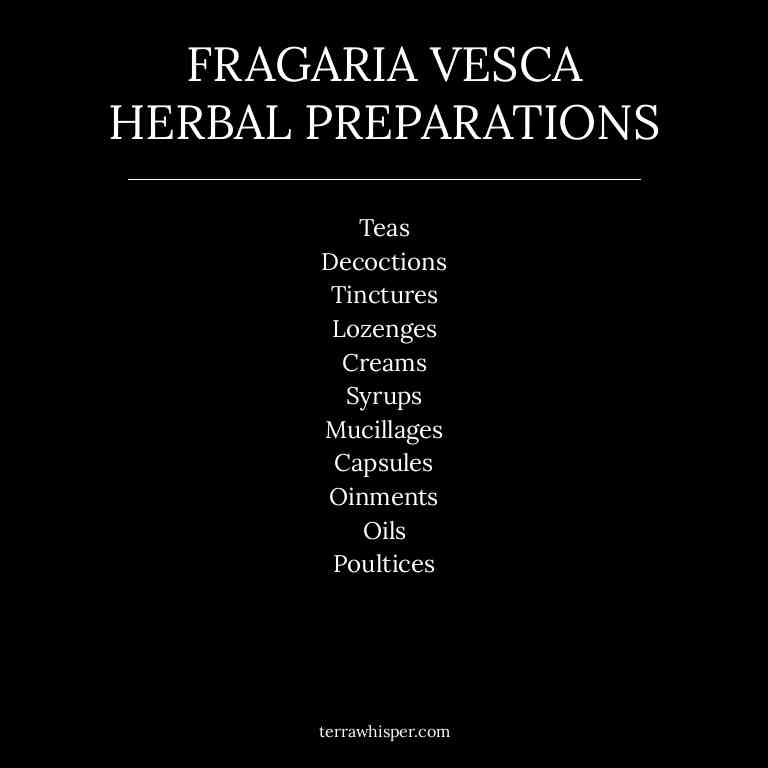 FRAGARIA VESCA
HERBAL PREPARATIONS
Teas
Decoctions
Tinctures
Lozenges
Creams
Syrups
Mucillages
Capsules
Oinments
Oils
Poultices
terrawhisper.com